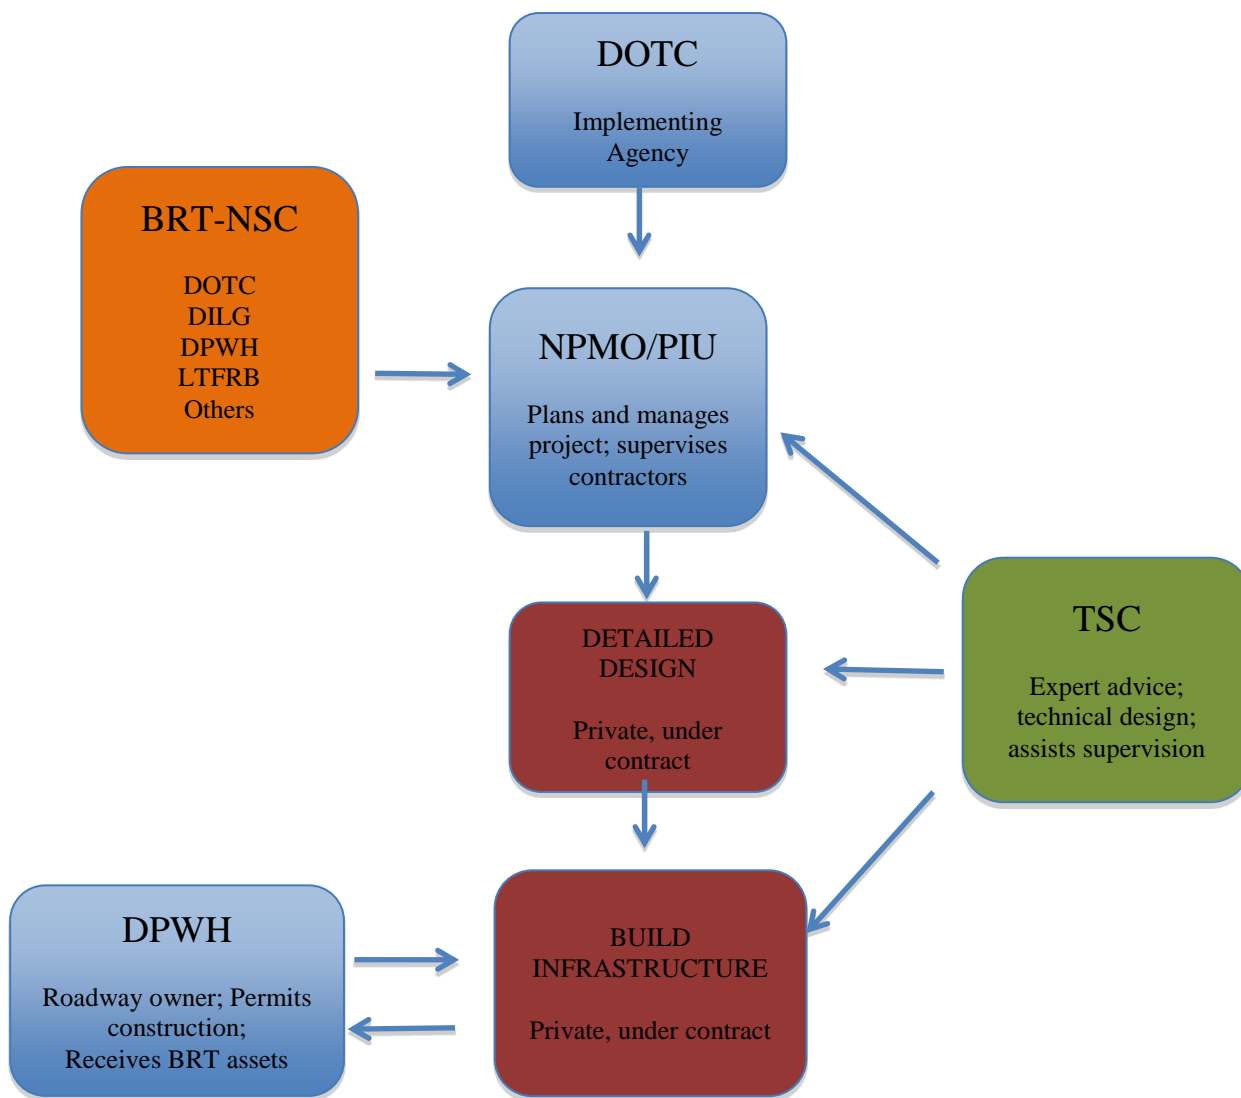 DOTC
Implementing
Agency
BRT-NSC
DOTC
DILG
DPWH
LTFRB
Others
NPMO/PIU
Plans and manages
project; supervises
contractors
DETAILED
DESIGN
Private, under
contract
TSC
Expert advice;
technical design;
assists supervision
DPWH
Roadway owner; Permits
construction;
Receives BRT assets
BUILD
INFRASTRUCTURE
Private, under contract